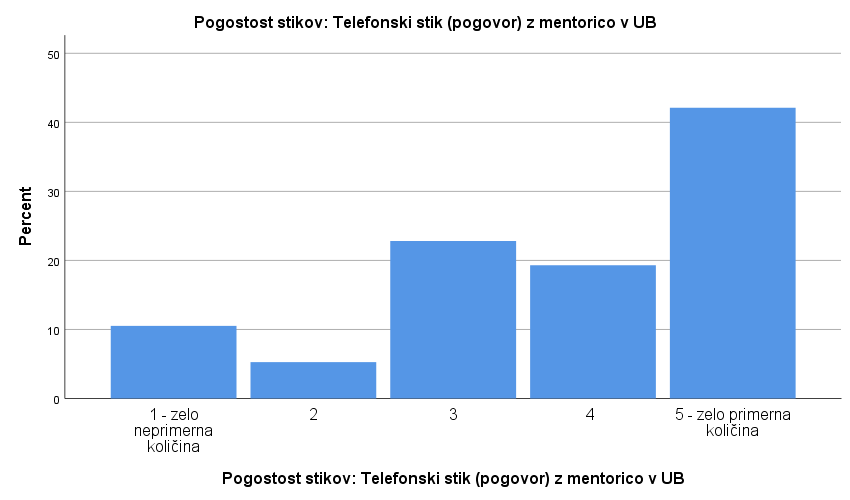 Pogostost stikov: Telefonski stik (pogovor) z mentorico v UB
50
40
30
20
10
0
Percent
1 - zelo
neprimerna
količina
2
3
4
5 - zelo primerna
količina
Pogostost stikov: Telefonski stik (pogovor) z mentorico v UB